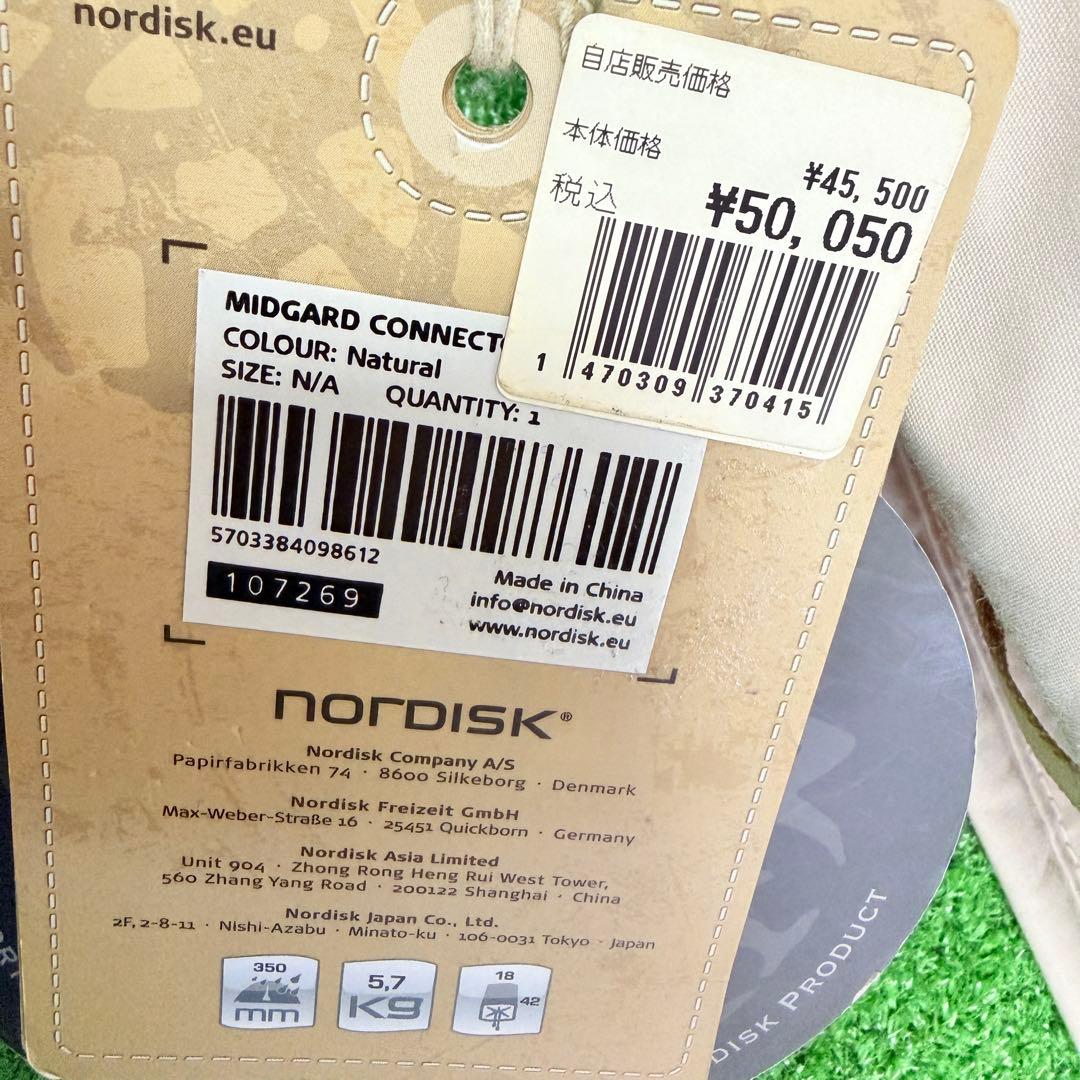 nordisk.eu
自店販売価格
本体価格
¥45,500
税込
¥50,050
1 470309 370415
MIDGARD CONNECT
COLOUR: Natural
SIZE: N/A QUANTITY: 1
5703384098612
107269
Made in China
info@nordisk.eu
www.nordisk.eu
NORDISK®
Nordisk Company A/S
Papirfabrikken 74 · 8600 Silkeborg · Denmark
Nordisk Freizeit GmbH
Max-Weber-Straße 16 · 25451 Quickborn · Germany
Nordisk Asia Limited
Unit 904 · Zhong Rong Heng Rui West Tower,
560 Zhang Yang Road · 200122 Shanghai · China
Nordisk Japan Co., Ltd.
2F, 2-8-11 · Nishi-Azabu · Minato-ku · 106-0031 Tokyo · Japan
350
mm
5,7
Kg
18
42
DISK PRODUCT